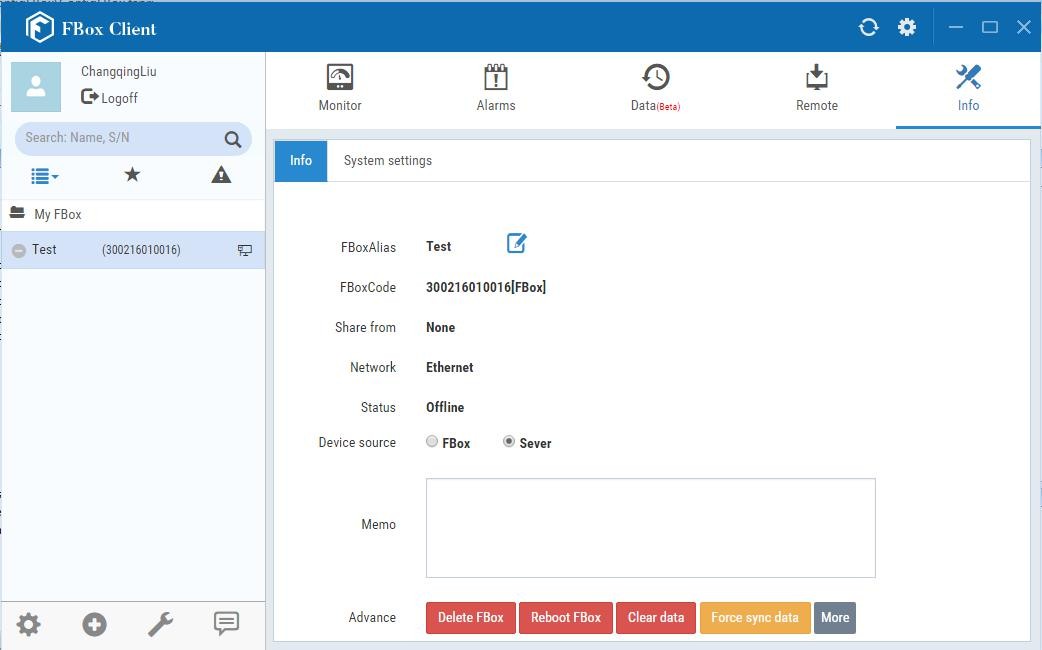 FBox Client
ChangqingLiu
Logoff
Search: Name, S/N
My FBox
Test (300216010016)
Monitor
Alarms
Data(Beta)
Remote
Info
Info
System settings
FBoxAlias Test
FBoxCode 300216010016[FBox]
Share from None
Network Ethernet
Status Offline
Device source FBox Sever
Memo
Advance Delete FBox Reboot FBox Clear data Force sync data More